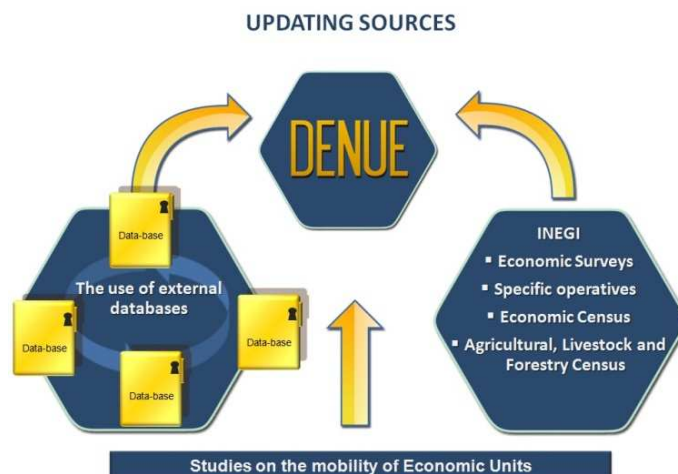 UPDATING SOURCES
DENUE
Data-base
The use of external
databases
Data-base
Data-base
Data-base
INEGI
▪ Economic Surveys
▪ Specific operatives
▪ Economic Census
▪ Agricultural, Livestock and
Forestry Census
Studies on the mobility of Economic Units